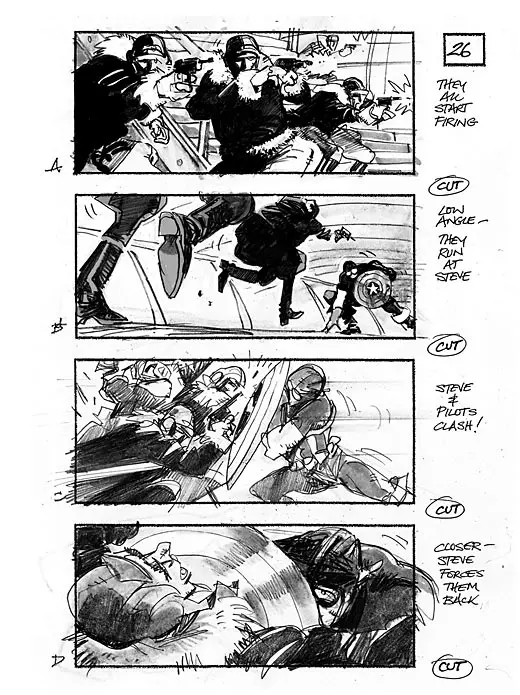 26
A
THEY
ALL
START
FIRING
CUT
B
LOW
ANGLE—
THEY
RUN
AT
STEVE
CUT
STEVE
&
PILOTS
CLASH!
CUT
D
CLOSER—
STEVE
FORCES
THEM
BACK
CUT